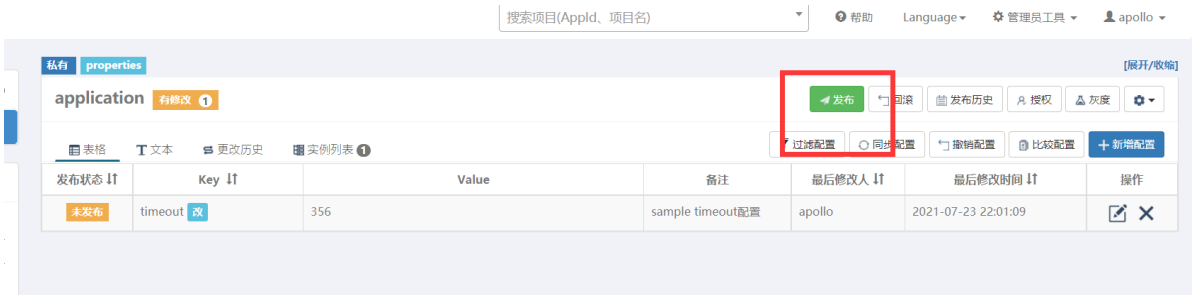 搜索项目(AppId、项目名) 帮助 Language 管理员工具 apollo
私有 properties [展开/收缩]
application 有修改 1 发布 回滚 发布历史 授权 灰度
表格 文本 更改历史 实例列表 1 过滤配置 同步配置 撤销配置 比较配置 新增配置
发布状态 Key Value 备注 最后修改人 最后修改时间 操作
未发布 timeout 改 356 sample timeout配置 apollo 2021-07-23 22:01:09